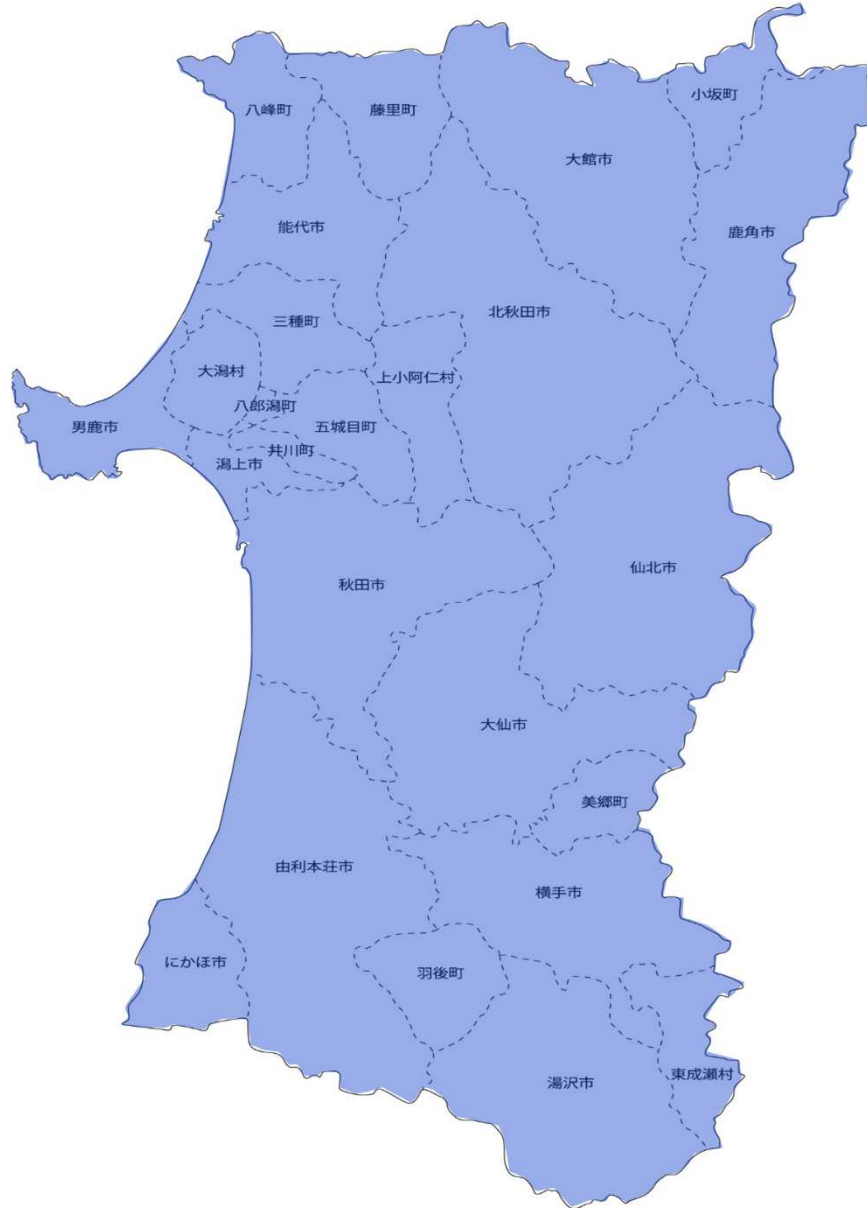 八峰町
藤里町
小坂町
大館市
能代市
鹿角市
北秋田市
三種町
大潟村
上小阿仁村
八郎潟町
男鹿市
五城目町
井川町
潟上市
仙北市
秋田市
大仙市
美郷町
由利本荘市
横手市
にかほ市
羽後町
東成瀬村
湯沢市